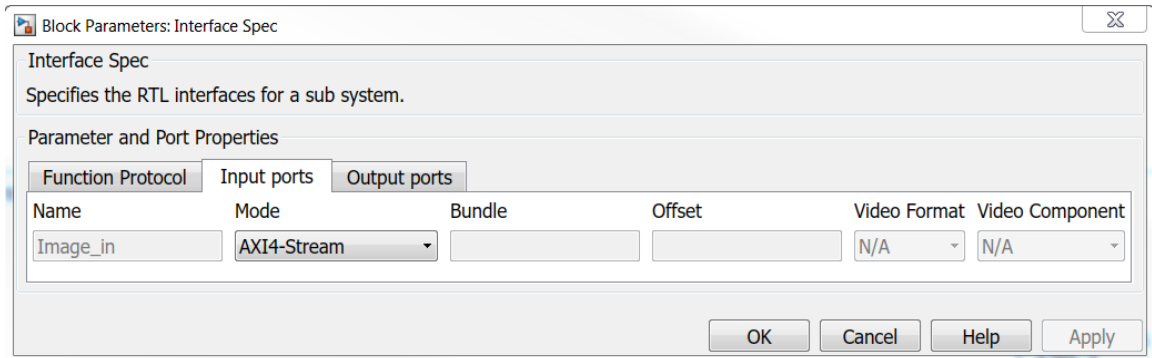 Block Parameters: Interface Spec
Interface Spec
Specifies the RTL interfaces for a sub system.
Parameter and Port Properties
Function Protocol Input ports Output ports
Name Mode Bundle Offset Video Format Video Component
Image_in AXI4-Stream N/A N/A
OK Cancel Help Apply